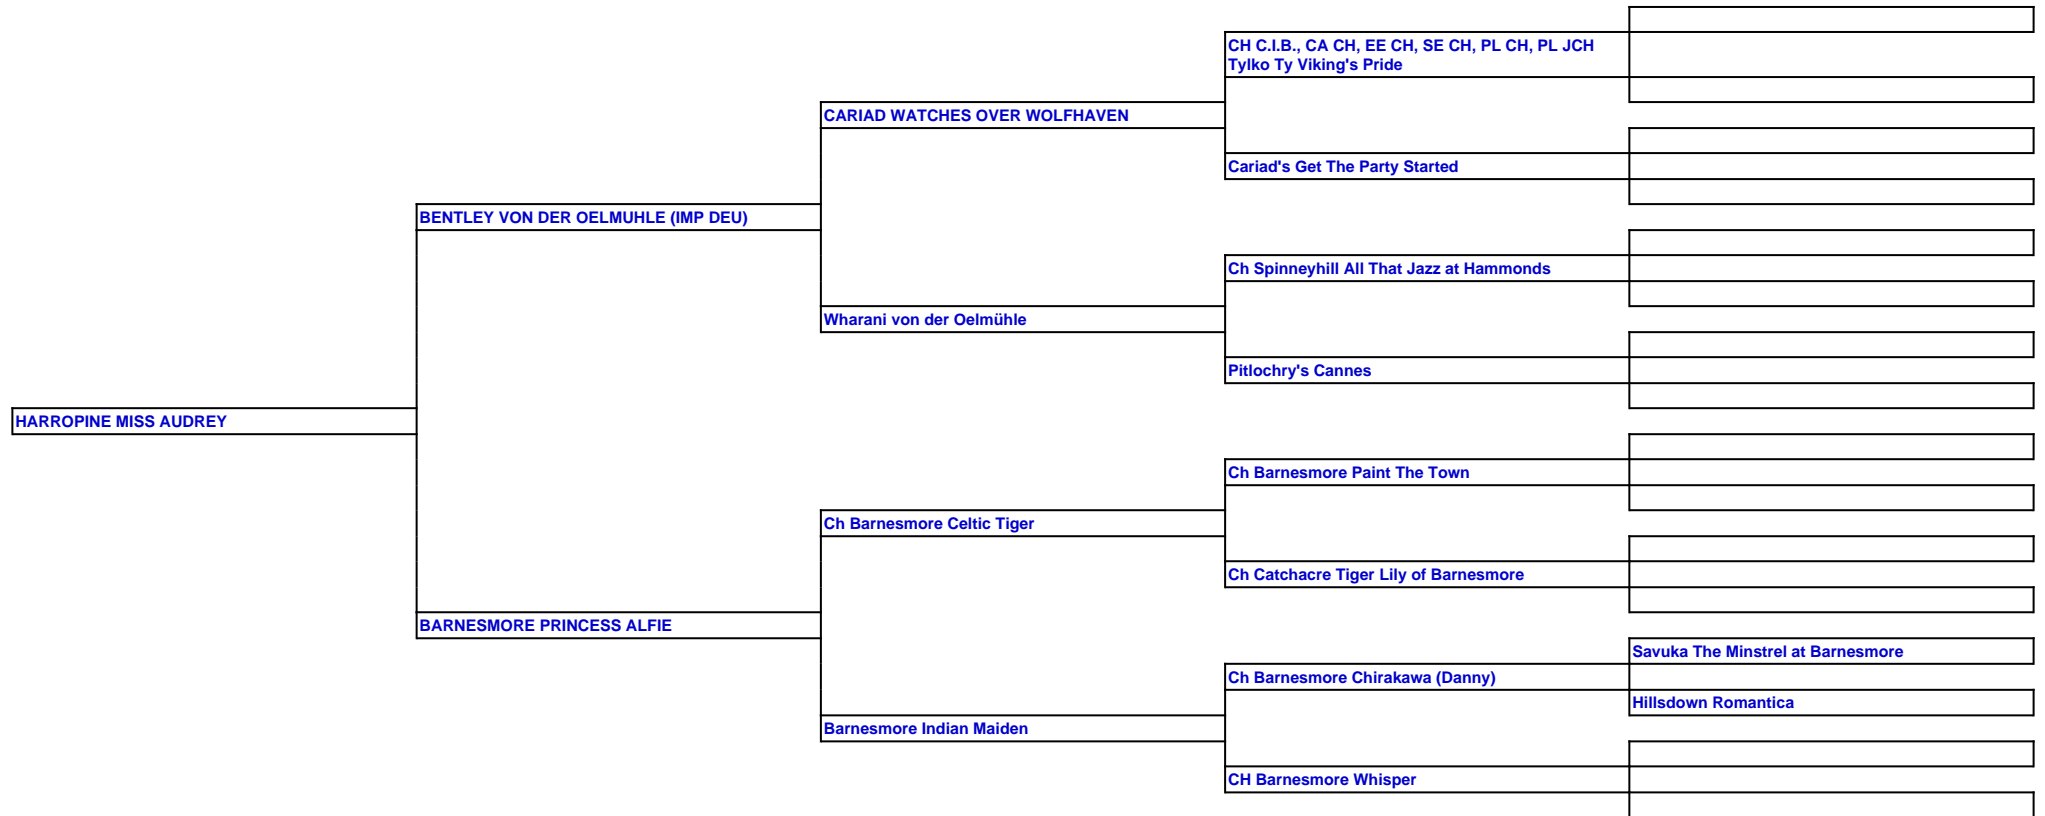 CH C.I.B., CA CH, EE CH, SE CH, PL CH, PL JCH
Tylko Ty Viking's Pride
CARIAD WATCHES OVER WOLFHAVEN
Cariad's Get The Party Started
BENTLEY VON DER OELMUHLE (IMP DEU)
Ch Spinneyhill All That Jazz at Hammonds
Wharani von der Oelmühle
Pitlochry's Cannes
HARROPINE MISS AUDREY
Ch Barnesmore Paint The Town
Ch Barnesmore Celtic Tiger
Ch Catchacre Tiger Lily of Barnesmore
BARNESMORE PRINCESS ALFIE
Savuka The Minstrel at Barnesmore
Ch Barnesmore Chirakawa (Danny)
Hillsdown Romantica
Barnesmore Indian Maiden
CH Barnesmore Whisper